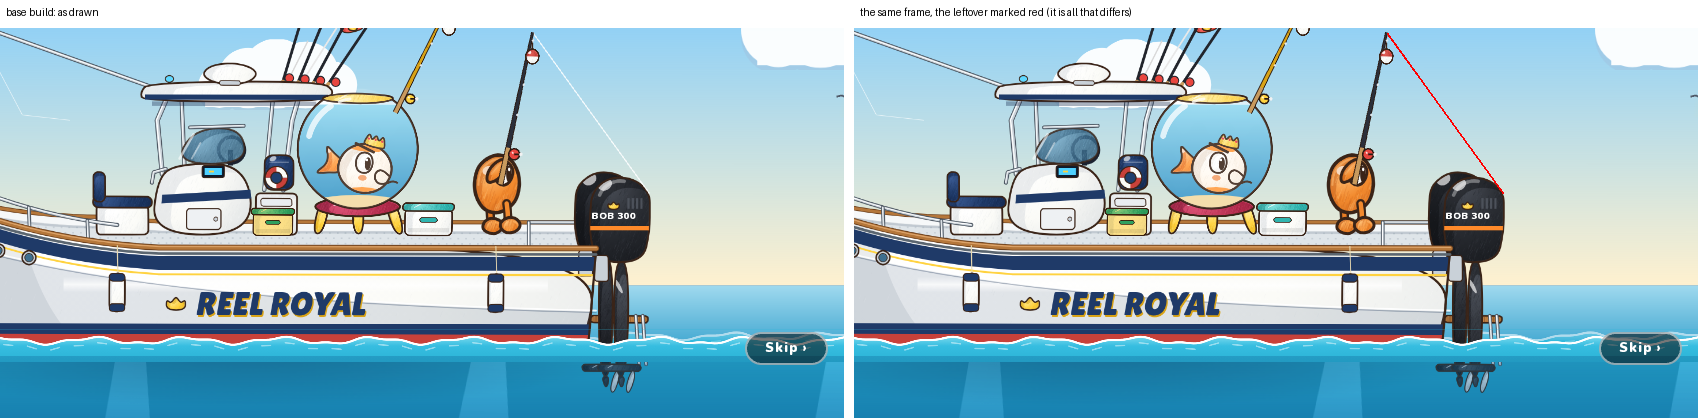 base build: as drawn
the same frame, the leftover marked red (it is all that differs)
BOB 300
REEL ROYAL
Skip ›
BOB 300
REEL ROYAL
Skip ›